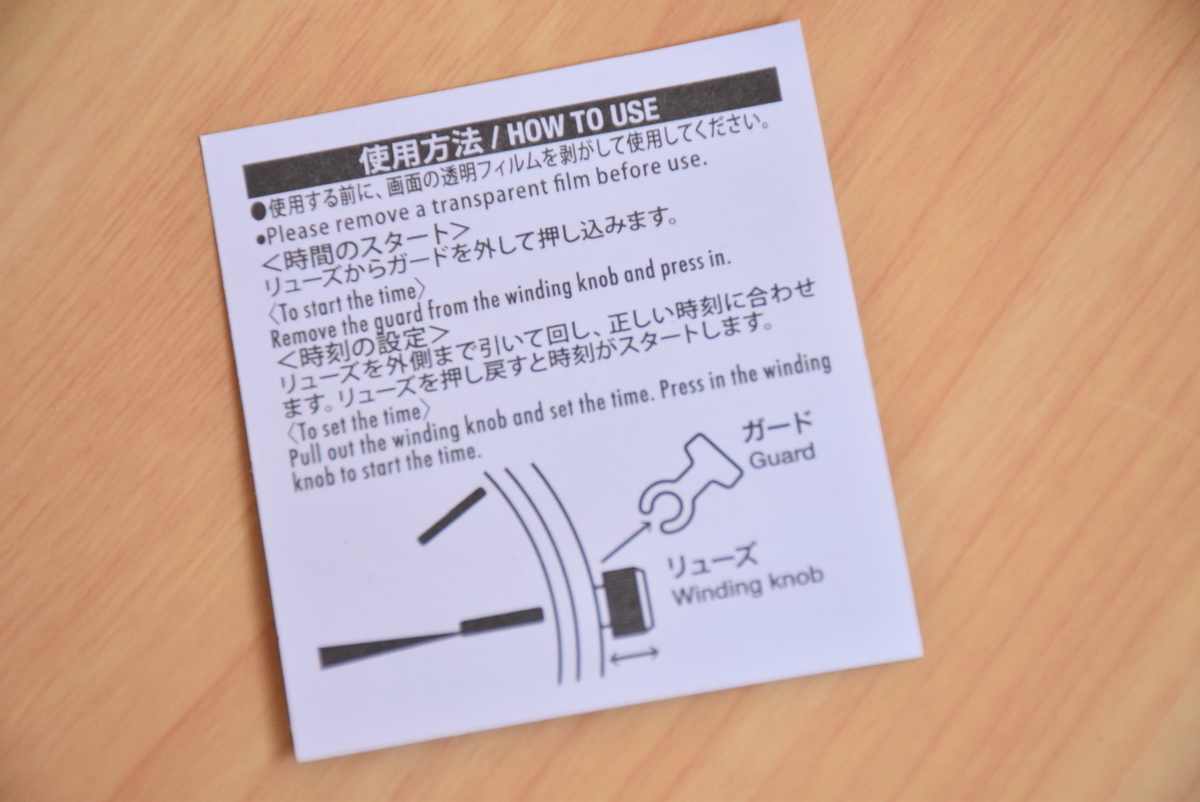 使用方法 / HOW TO USE
●使用する前に、画面の透明フィルムを剥がして使用してください。
•Please remove a transparent film before use.
＜時間のスタート＞
リューズからガードを外して押し込みます。
〈To start the time〉
Remove the guard from the winding knob and press in.
＜時刻の設定＞
リューズを外側まで引いて回し、正しい時刻に合わせ
ます。リューズを押し戻すと時刻がスタートします。
〈To set the time〉
Pull out the winding knob and set the time. Press in the winding
knob to start the time.
ガード
Guard
リューズ
Winding knob